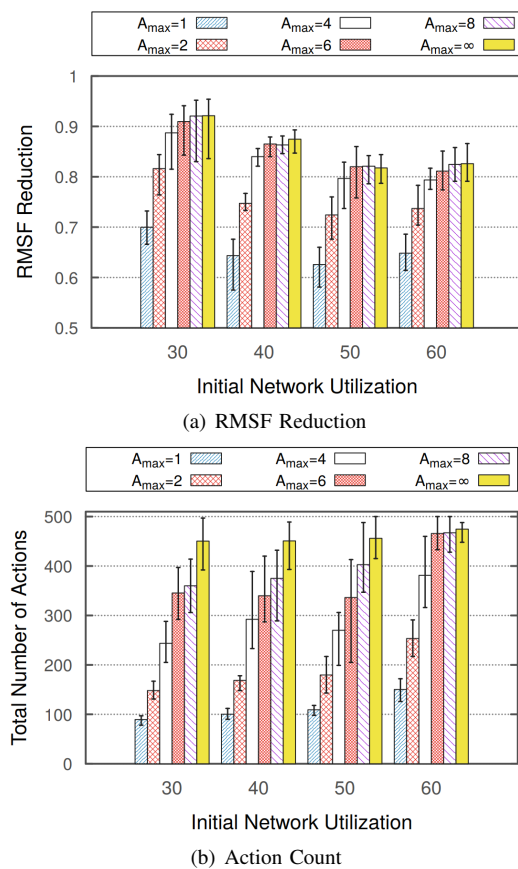 Amax=1 Amax=4 Amax=8
Amax=2 Amax=6 Amax=∞
1
0.9
0.8
0.7
0.6
0.5
RMSF Reduction
30 40 50 60
Initial Network Utilization
(a) RMSF Reduction
Amax=1 Amax=4 Amax=8
Amax=2 Amax=6 Amax=∞
500
400
300
200
100
0
Total Number of Actions
30 40 50 60
Initial Network Utilization
(b) Action Count